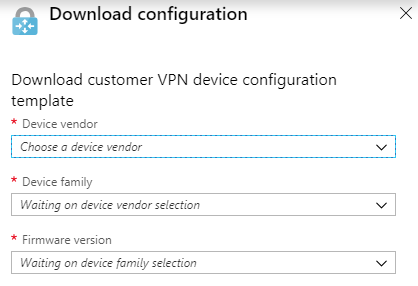 Download configuration
Download customer VPN device configuration
template
* Device vendor
Choose a device vendor
* Device family
Waiting on device vendor selection
* Firmware version
Waiting on device family selection